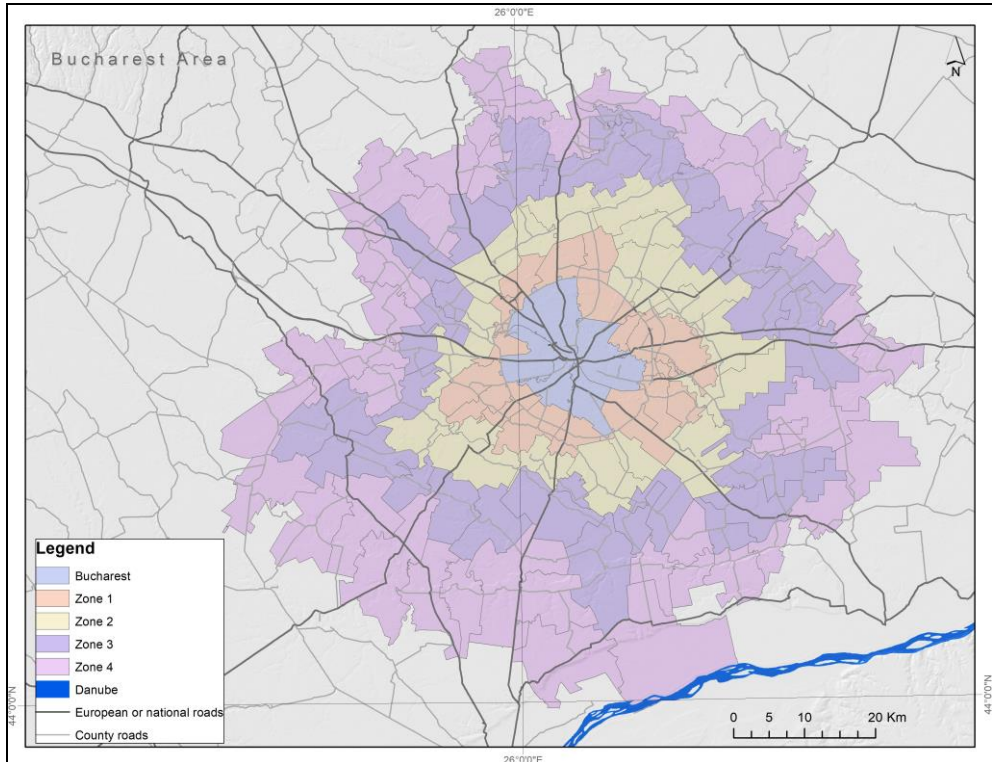 26°0'0"E
Bucharest Area
N
Legend
Bucharest
Zone 1
Zone 2
Zone 3
Zone 4
Danube
European or national roads
County roads
44°0'0"N
44°0'0"N
0 5 10 20 Km
26°0'0"E